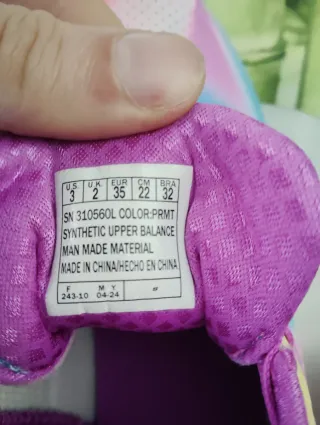 U.S. U.K. EUR CM BRA
3 2 35 22 32
SN 310560L COLOR:PRMT
SYNTHETIC UPPER BALANCE
MAN MADE MATERIAL
MADE IN CHINA/HECHO EN CHINA
F M Y
243-10 04-24